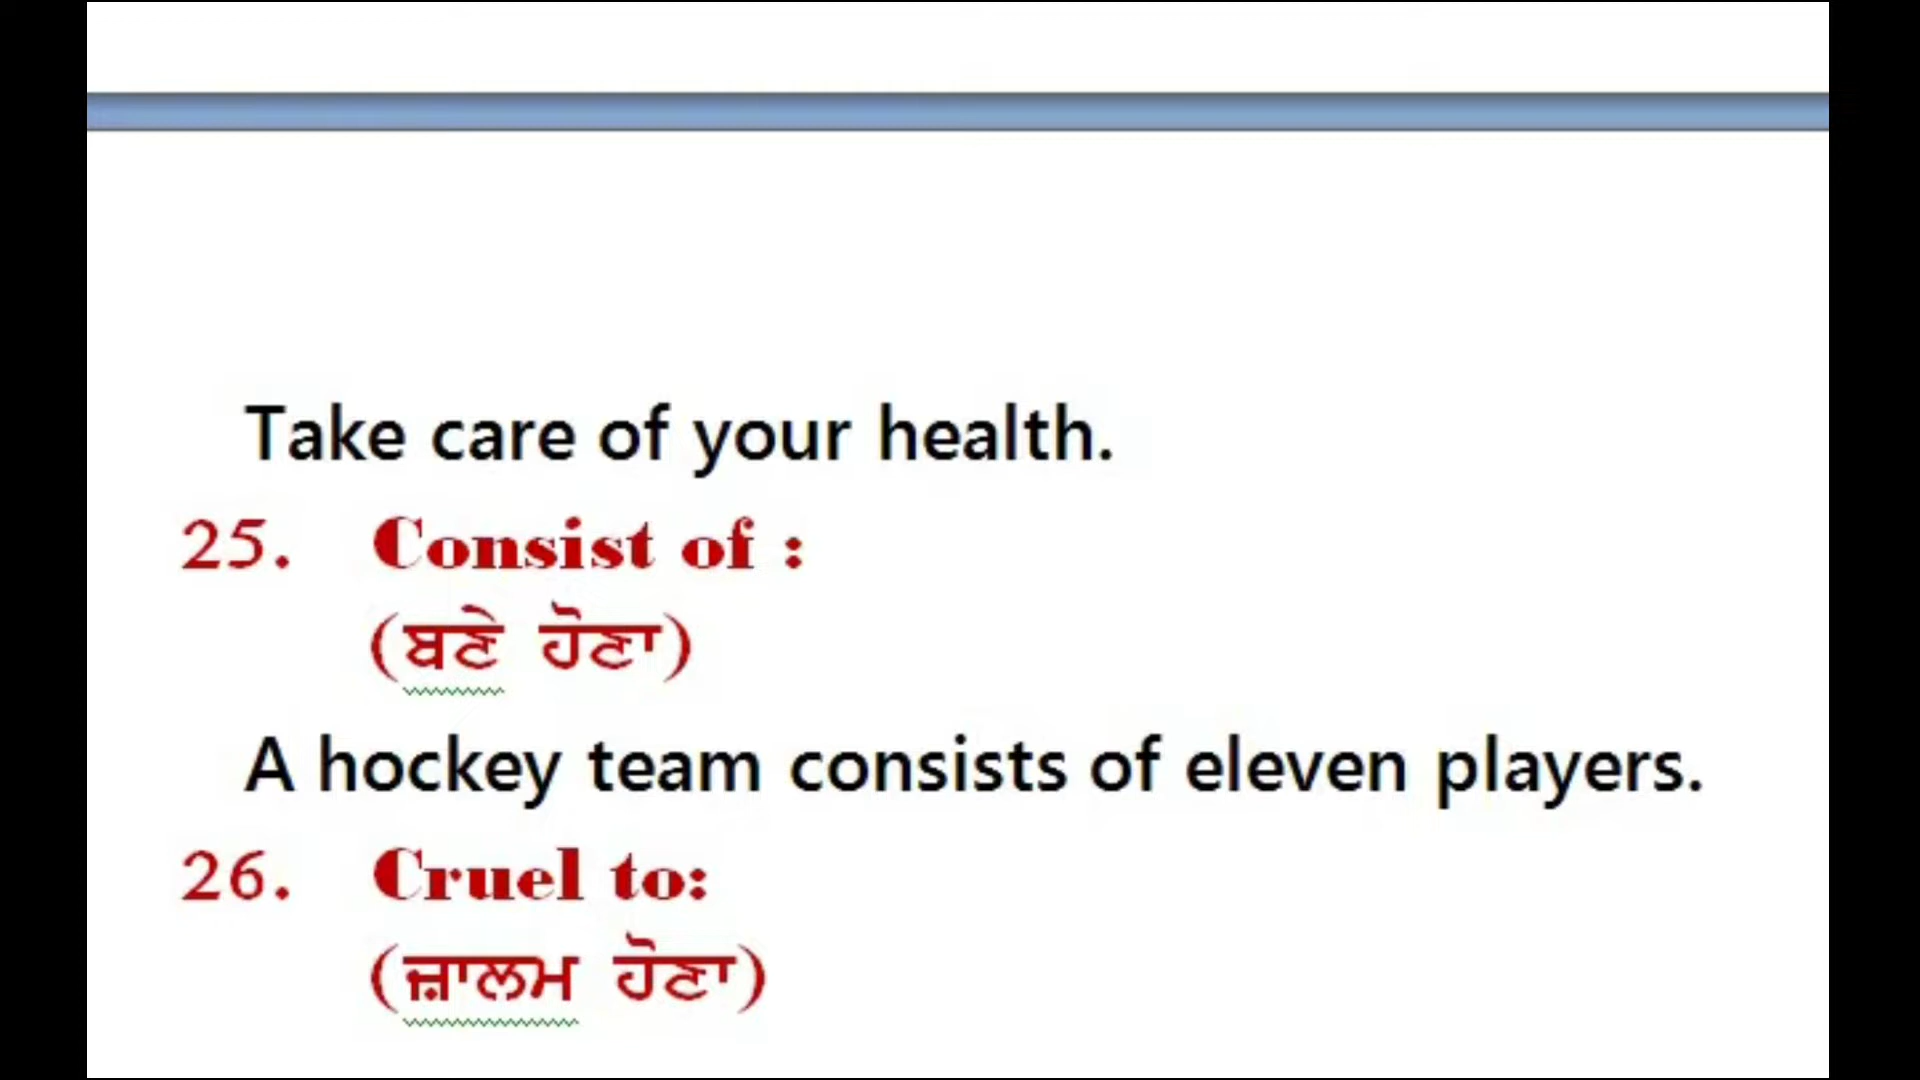 Take care of your health.
25. Consist of :
(ਬਣੇ ਹੋਣਾ)
A hockey team consists of eleven players.
26. Cruel to:
(ਜ਼ਾਲਮ ਹੋਣਾ)